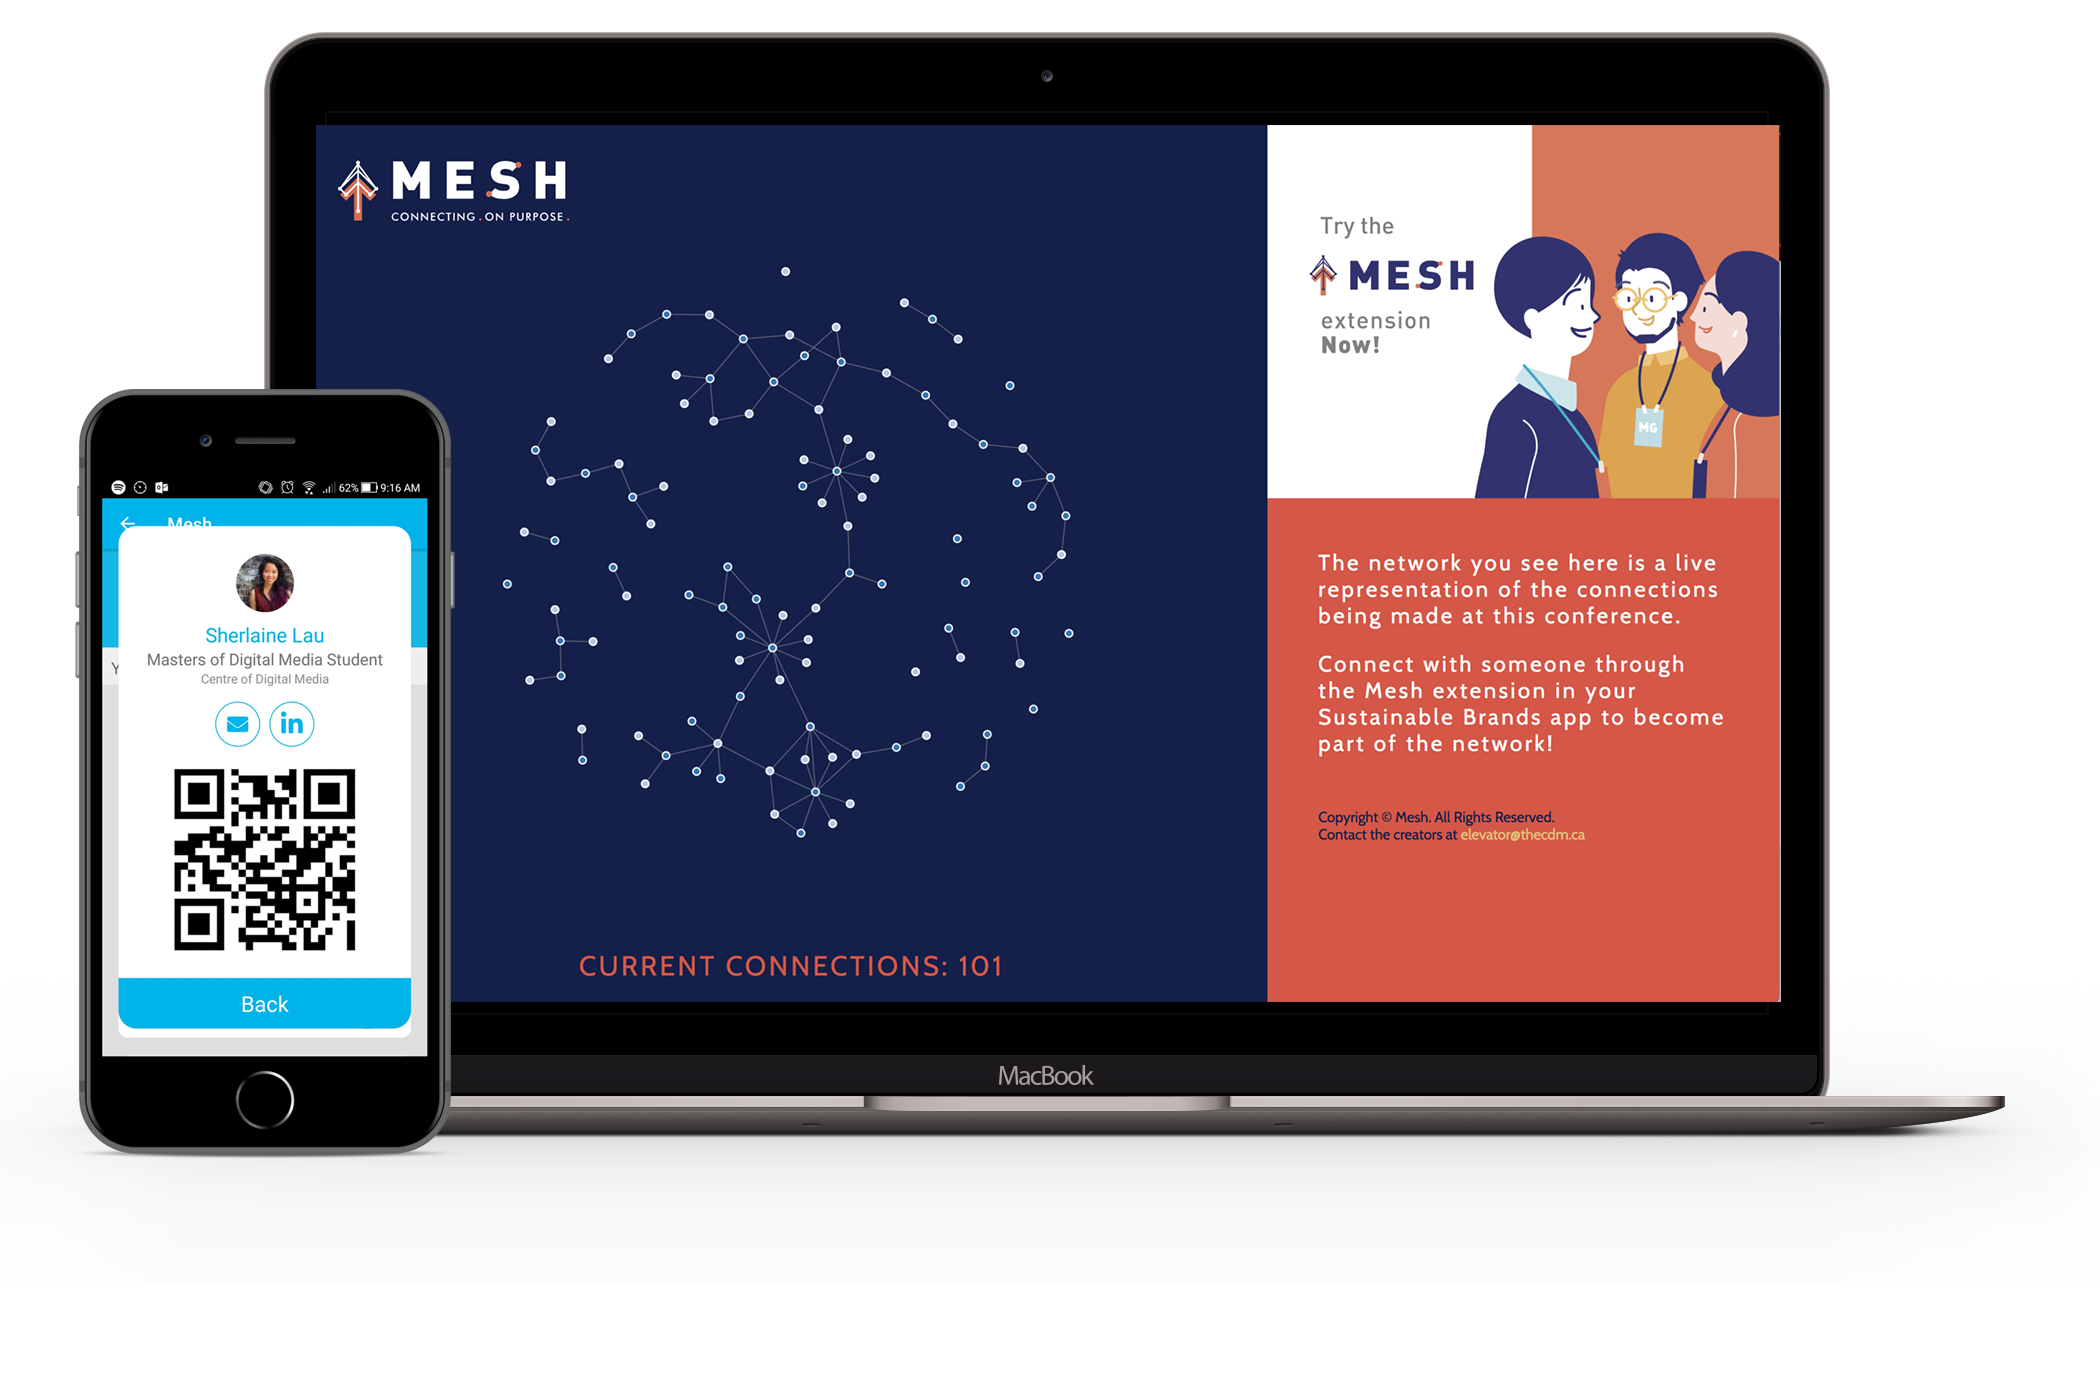 MESH
CONNECTING.ON PURPOSE.
CURRENT CONNECTIONS: 101
Try the
MESH
extension
Now!
MG
The network you see here is a live
representation of the connections
being made at this conference.
Connect with someone through
the Mesh extension in your
Sustainable Brands app to become
part of the network!
Copyright © Mesh. All Rights Reserved.
Contact the creators at elevator@thecdm.ca
MacBook
62% 9:16 AM
Mesh
Y
Sherlaine Lau
Masters of Digital Media Student
Centre of Digital Media
in
Back